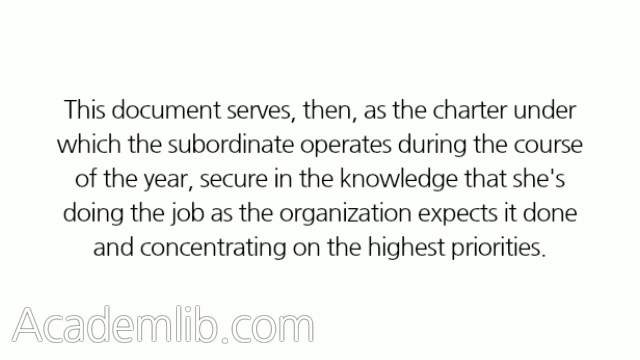 This document serves, then, as the charter under
which the subordinate operates during the course
of the year, secure in the knowledge that she's
doing the job as the organization expects it done
and concentrating on the highest priorities.
Academlib.com